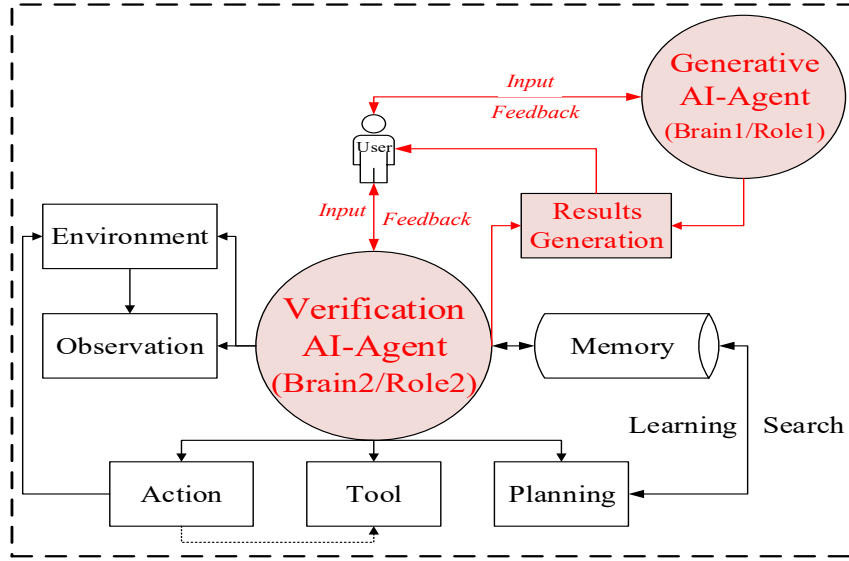 Generative
AI-Agent
(Brain1/Role1)
Input
Feedback
User
Results
Generation
Input
Feedback
Environment
Observation
Verification
AI-Agent
(Brain2/Role2)
Memory
Learning
Search
Action
Tool
Planning